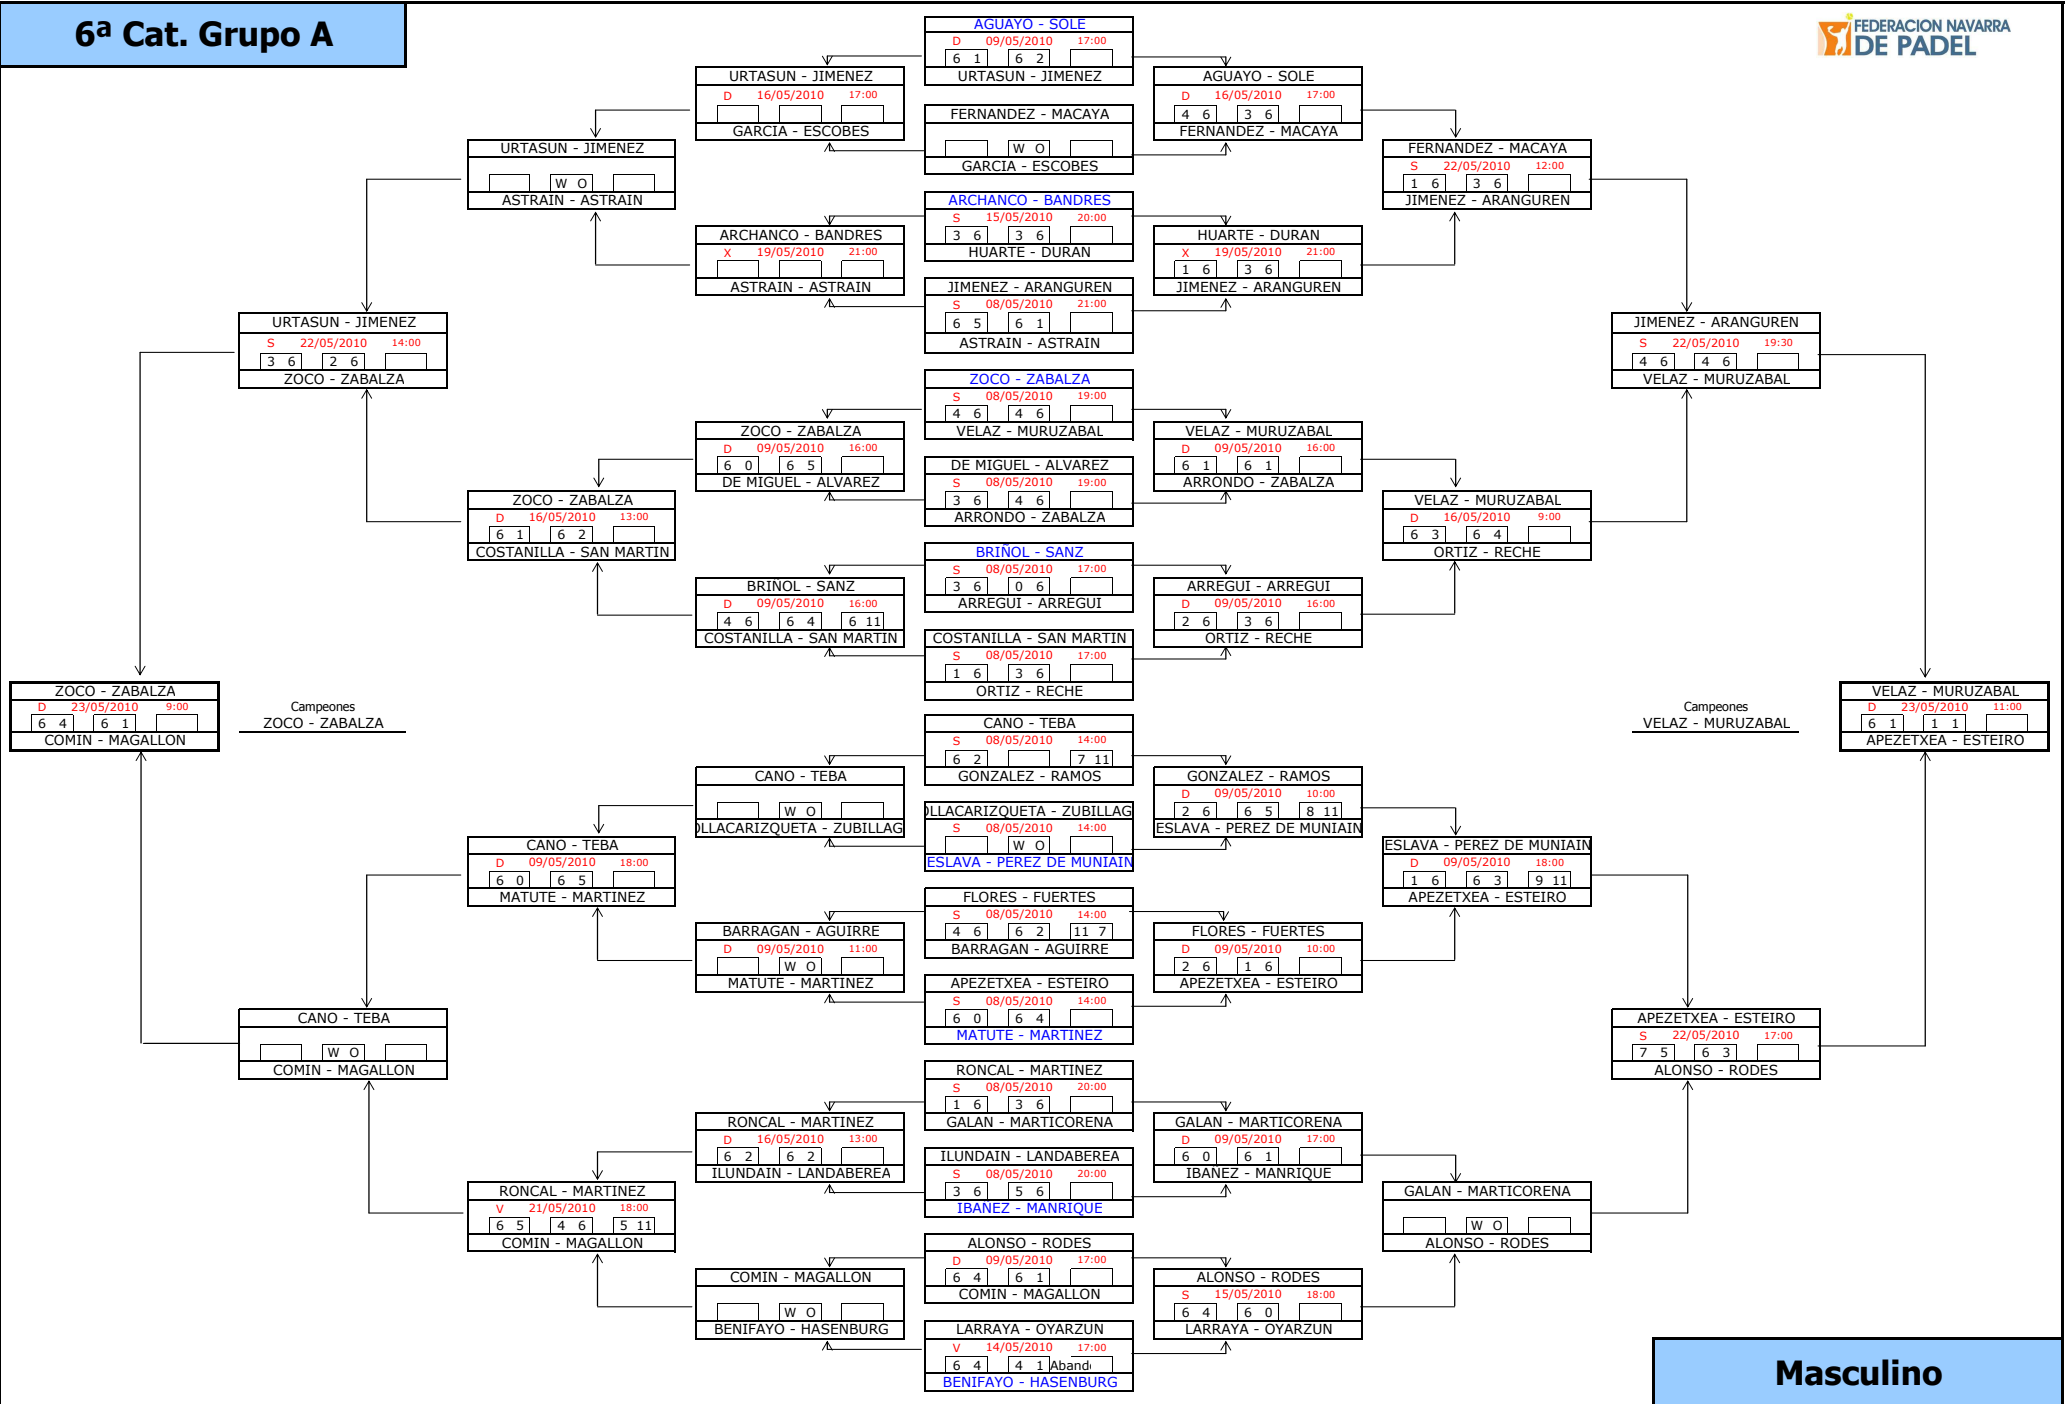 6ª Cat. Grupo A
FEDERACION NAVARRA
DE PADEL
AGUAYO - SOLE
D 09/05/2010 17:00
6 1 6 2
URTASUN - JIMENEZ
FERNANDEZ - MACAYA
W O
GARCIA - ESCOBES
ARCHANCO - BANDRES
S 15/05/2010 20:00
3 6 3 6
HUARTE - DURAN
JIMENEZ - ARANGUREN
S 08/05/2010 21:00
6 5 6 1
ASTRAIN - ASTRAIN
ZOCO - ZABALZA
S 08/05/2010 19:00
4 6 4 6
VELAZ - MURUZABAL
DE MIGUEL - ALVAREZ
S 08/05/2010 19:00
3 6 4 6
ARRONDO - ZABALZA
BRIÑOL - SANZ
S 08/05/2010 17:00
3 6 0 6
ARREGUI - ARREGUI
COSTANILLA - SAN MARTIN
S 08/05/2010 17:00
1 6 3 6
ORTIZ - RECHE
CANO - TEBA
S 08/05/2010 14:00
6 2 7 11
GONZALEZ - RAMOS
OLLACARIZQUETA - ZUBILLAG
S 08/05/2010 14:00
W O
ESLAVA - PEREZ DE MUNIAIN
FLORES - FUERTES
S 08/05/2010 14:00
4 6 6 2 11 7
BARRAGAN - AGUIRRE
APEZETXEA - ESTEIRO
S 08/05/2010 14:00
6 0 6 4
MATUTE - MARTINEZ
RONCAL - MARTINEZ
S 08/05/2010 20:00
1 6 3 6
GALAN - MARTICORENA
ILUNDAIN - LANDABEREA
S 08/05/2010 20:00
3 6 5 6
IBAÑEZ - MANRIQUE
ALONSO - RODES
D 09/05/2010 17:00
6 4 6 1
COMIN - MAGALLON
LARRAYA - OYARZUN
V 14/05/2010 17:00
6 4 4 1 Aband
BENIFAYO - HASENBURG
URTASUN - JIMENEZ
D 16/05/2010 17:00
GARCIA - ESCOBES
ARCHANCO - BANDRES
X 19/05/2010 21:00
ASTRAIN - ASTRAIN
ZOCO - ZABALZA
D 09/05/2010 16:00
6 0 6 5
DE MIGUEL - ALVAREZ
BRIÑOL - SANZ
D 09/05/2010 16:00
4 6 6 4 6 11
COSTANILLA - SAN MARTIN
CANO - TEBA
W O
OLLACARIZQUETA - ZUBILLAG
BARRAGAN - AGUIRRE
D 09/05/2010 11:00
W O
MATUTE - MARTINEZ
RONCAL - MARTINEZ
D 16/05/2010 13:00
6 2 6 2
ILUNDAIN - LANDABEREA
COMIN - MAGALLON
W O
BENIFAYO - HASENBURG
URTASUN - JIMENEZ
W O
ASTRAIN - ASTRAIN
ZOCO - ZABALZA
D 16/05/2010 13:00
6 1 6 2
COSTANILLA - SAN MARTIN
CANO - TEBA
D 09/05/2010 18:00
6 0 6 5
MATUTE - MARTINEZ
RONCAL - MARTINEZ
V 21/05/2010 18:00
6 5 4 6 5 11
COMIN - MAGALLON
URTASUN - JIMENEZ
S 22/05/2010 14:00
3 6 2 6
ZOCO - ZABALZA
CANO - TEBA
W O
COMIN - MAGALLON
ZOCO - ZABALZA
D 23/05/2010 9:00
6 4 6 1
COMIN - MAGALLON
Campeones
ZOCO - ZABALZA
AGUAYO - SOLE
D 16/05/2010 17:00
4 6 3 6
FERNANDEZ - MACAYA
HUARTE - DURAN
X 19/05/2010 21:00
1 6 3 6
JIMENEZ - ARANGUREN
VELAZ - MURUZABAL
D 09/05/2010 16:00
6 1 6 1
ARRONDO - ZABALZA
ARREGUI - ARREGUI
D 09/05/2010 16:00
2 6 3 6
ORTIZ - RECHE
GONZALEZ - RAMOS
D 09/05/2010 10:00
2 6 6 5 8 11
ESLAVA - PEREZ DE MUNIAIN
FLORES - FUERTES
D 09/05/2010 10:00
2 6 1 6
APEZETXEA - ESTEIRO
GALAN - MARTICORENA
D 09/05/2010 17:00
6 0 6 1
IBAÑEZ - MANRIQUE
ALONSO - RODES
S 15/05/2010 18:00
6 4 6 0
LARRAYA - OYARZUN
FERNANDEZ - MACAYA
S 22/05/2010 12:00
1 6 3 6
JIMENEZ - ARANGUREN
VELAZ - MURUZABAL
D 16/05/2010 9:00
6 3 6 4
ORTIZ - RECHE
ESLAVA - PEREZ DE MUNIAIN
D 09/05/2010 18:00
1 6 6 3 9 11
APEZETXEA - ESTEIRO
GALAN - MARTICORENA
W O
ALONSO - RODES
JIMENEZ - ARANGUREN
S 22/05/2010 19:30
4 6 4 6
VELAZ - MURUZABAL
APEZETXEA - ESTEIRO
S 22/05/2010 17:00
7 5 6 3
ALONSO - RODES
Campeones
VELAZ - MURUZABAL
VELAZ - MURUZABAL
D 23/05/2010 11:00
6 1 1 1
APEZETXEA - ESTEIRO
Masculino